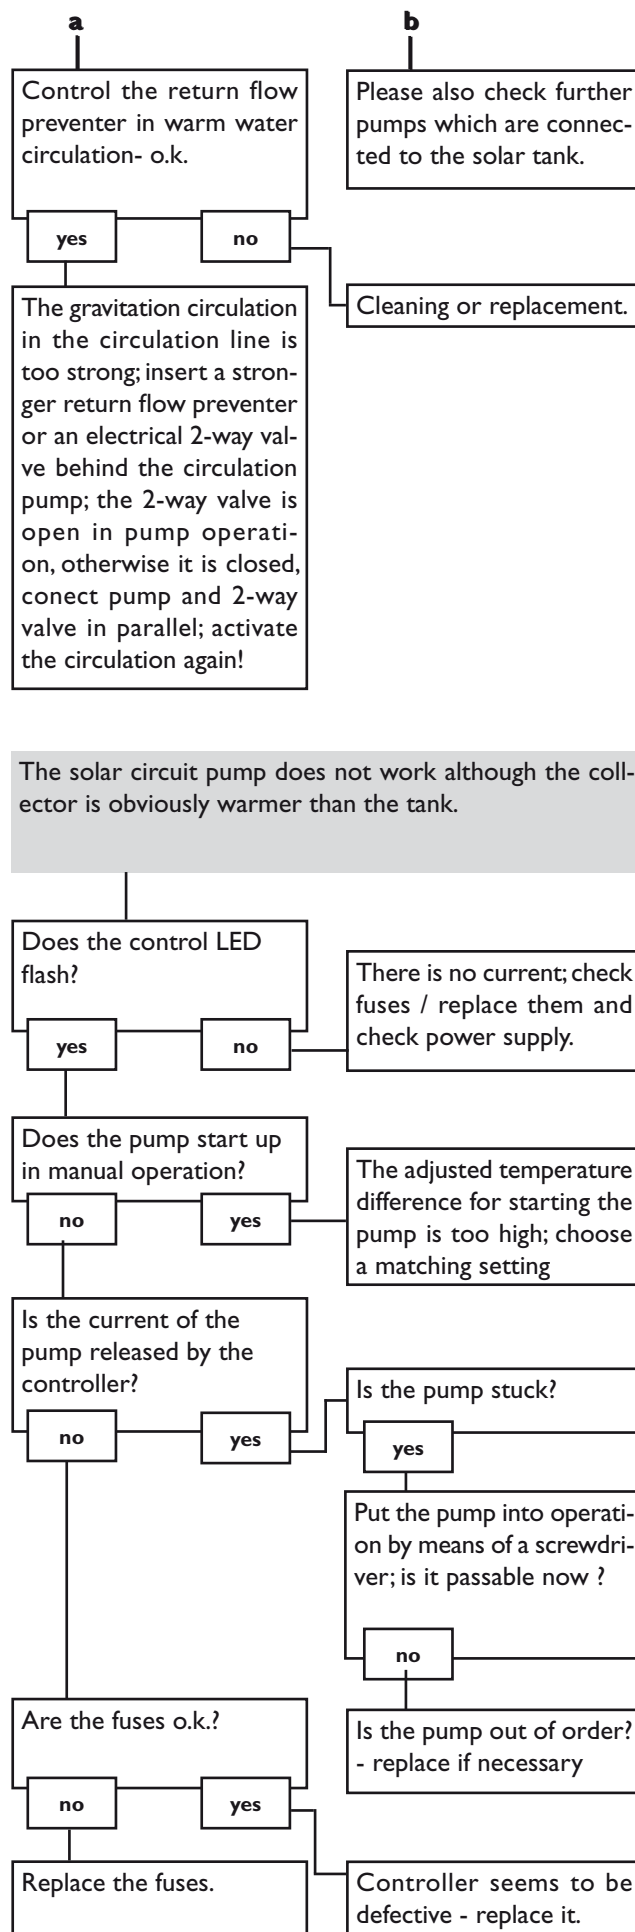 a
Control the return flow
preventer in warm water
circulation- o.k.
yes
no
The gravitation circulation
in the circulation line is
too strong; insert a stron-
ger return flow preventer
or an electrical 2-way val-
ve behind the circulation
pump; the 2-way valve is
open in pump operati-
on, otherwise it is closed,
conect pump and 2-way
valve in parallel; activate
the circulation again!
b
Please also check further
pumps which are connec-
ted to the solar tank.
Cleaning or replacement.
The solar circuit pump does not work although the coll-
ector is obviously warmer than the tank.
Does the control LED
flash?
yes
no
There is no current; check
fuses / replace them and
check power supply.
Does the pump start up
in manual operation?
no
yes
The adjusted temperature
difference for starting the
pump is too high; choose
a matching setting
Is the current of the
pump released by the
controller?
no
yes
Is the pump stuck?
yes
Put the pump into operati-
on by means of a screwdri-
ver; is it passable now ?
no
Is the pump out of order?
- replace if necessary
Are the fuses o.k.?
no
yes
Replace the fuses.
Controller seems to be
defective - replace it.